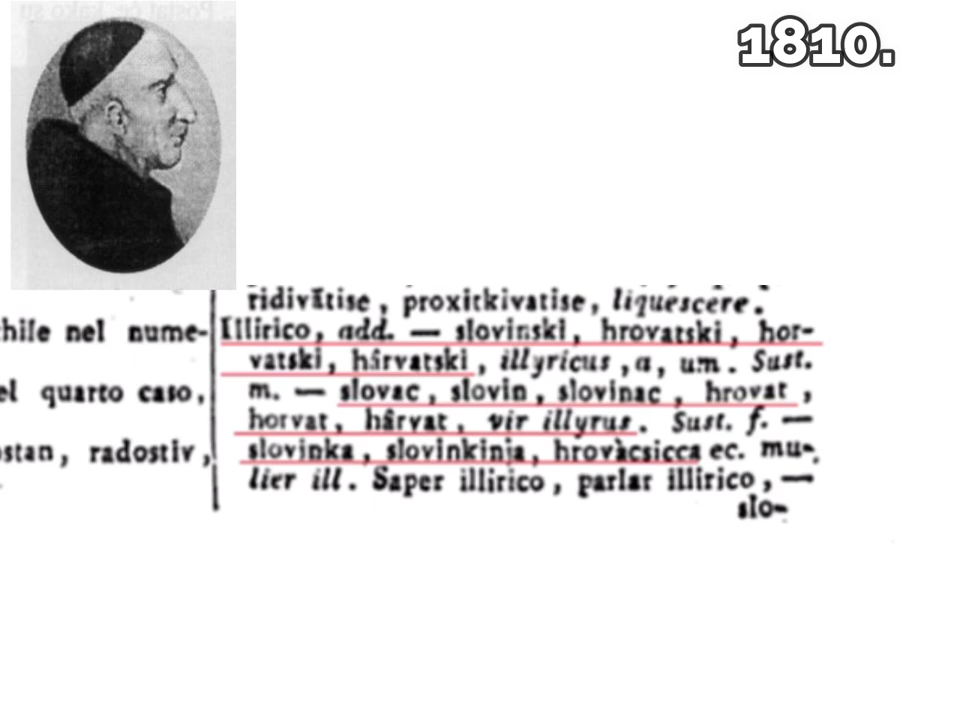 1810.
ridivãtise, proxitkivatise, liquescere.
hile nel nume-
Illirico, add. — slovinski, hrovatski, hor-
vatski, hârvatski, illyricus, a, um. Sust.
el quarto caso,
m. — slovac, slovin, slovinac, hrovat,
horvat, hârvat, vir illyrus. Sust. f. —
stan, radostiv,
slovinka, slovinkinja, hrovàcsicca ec. mu-
lier ill. Saper illirico, parlar illirico, —
slo-